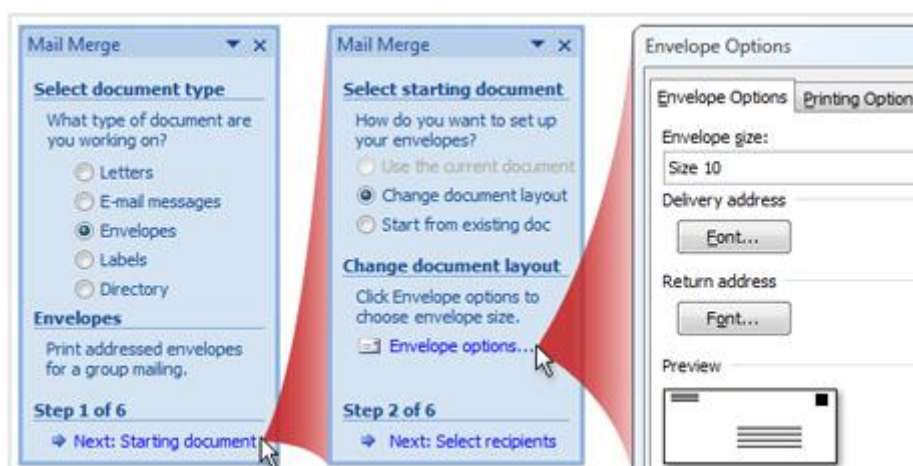 Mail Merge
Select document type
What type of document are
you working on?
Letters
E-mail messages
Envelopes
Labels
Directory
Envelopes
Print addressed envelopes
for a group mailing.
Step 1 of 6
Next: Starting document
Mail Merge
Select starting document
How do you want to set up
your envelopes?
Use the current document
Change document layout
Start from existing doc
Change document layout
Click Envelope options to
choose envelope size.
Envelope options...
Step 2 of 6
Next: Select recipients
Envelope Options
Envelope Options Printing Option
Envelope size:
Size 10
Delivery address
Font...
Return address
Font...
Preview